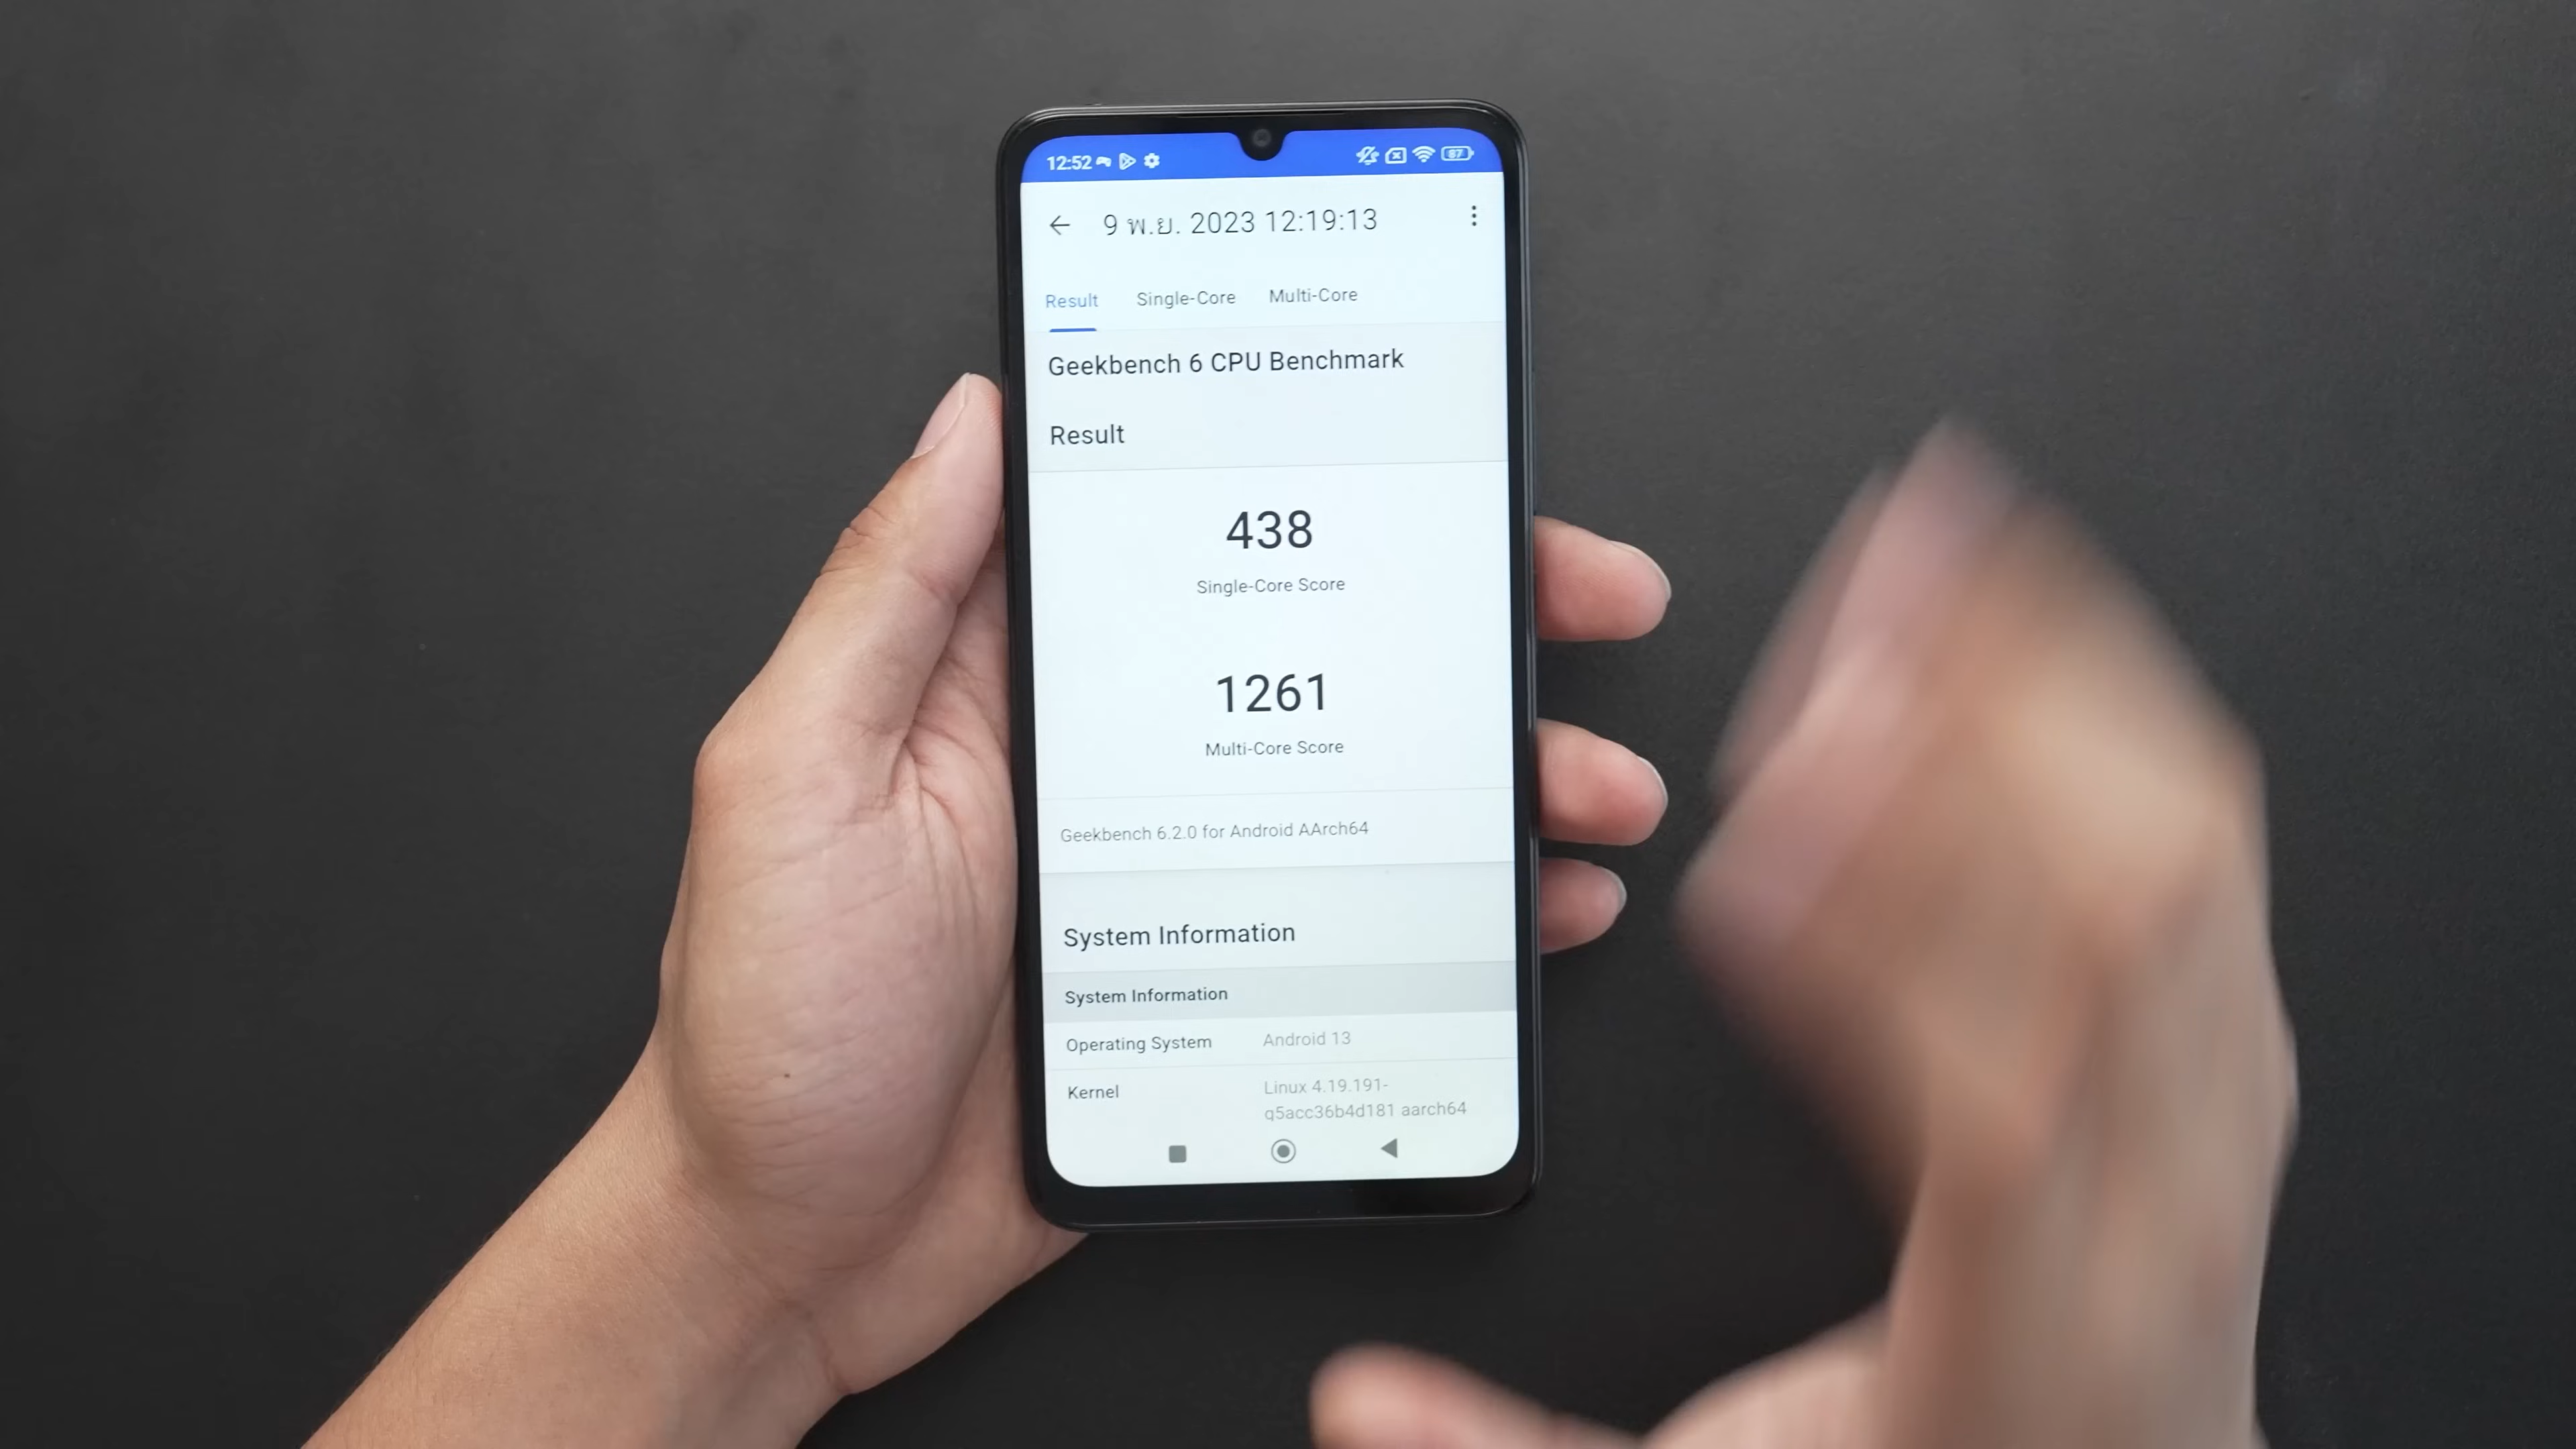 12:52
87
9 พ.ย. 2023 12:19:13
Result Single-Core Multi-Core
Geekbench 6 CPU Benchmark
Result
438
Single-Core Score
1261
Multi-Core Score
Geekbench 6.2.0 for Android AArch64
System Information
System Information
Operating System Android 13
Kernel Linux 4.19.191-
g5acc36b4d181 aarch64